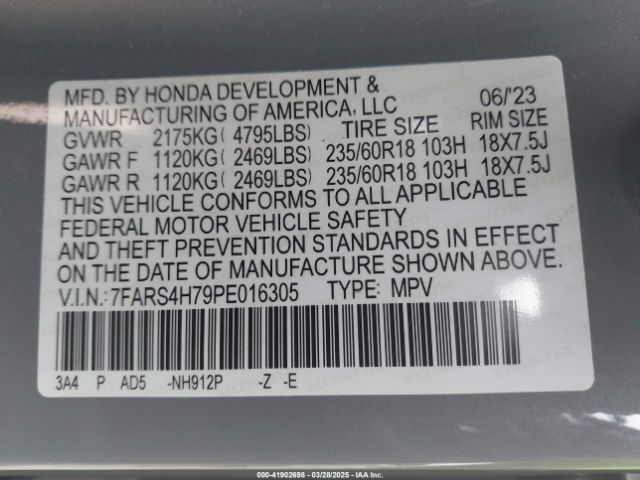 MFD. BY HONDA DEVELOPMENT &
MANUFACTURING OF AMERICA, LLC 06/'23
GVWR 2175KG( 4795LBS) TIRE SIZE RIM SIZE
GAWR F 1120KG( 2469LBS) 235/60R18 103H 18X7.5J
GAWR R 1120KG( 2469LBS) 235/60R18 103H 18X7.5J
THIS VEHICLE CONFORMS TO ALL APPLICABLE
FEDERAL MOTOR VEHICLE SAFETY
AND THEFT PREVENTION STANDARDS IN EFFECT
ON THE DATE OF MANUFACTURE SHOWN ABOVE.
V.I.N.:7FARS4H79PE016305 TYPE: MPV
3A4 P AD5 -NH912P -Z -E
000-41902698 - 03/28/2025 - IAA Inc.